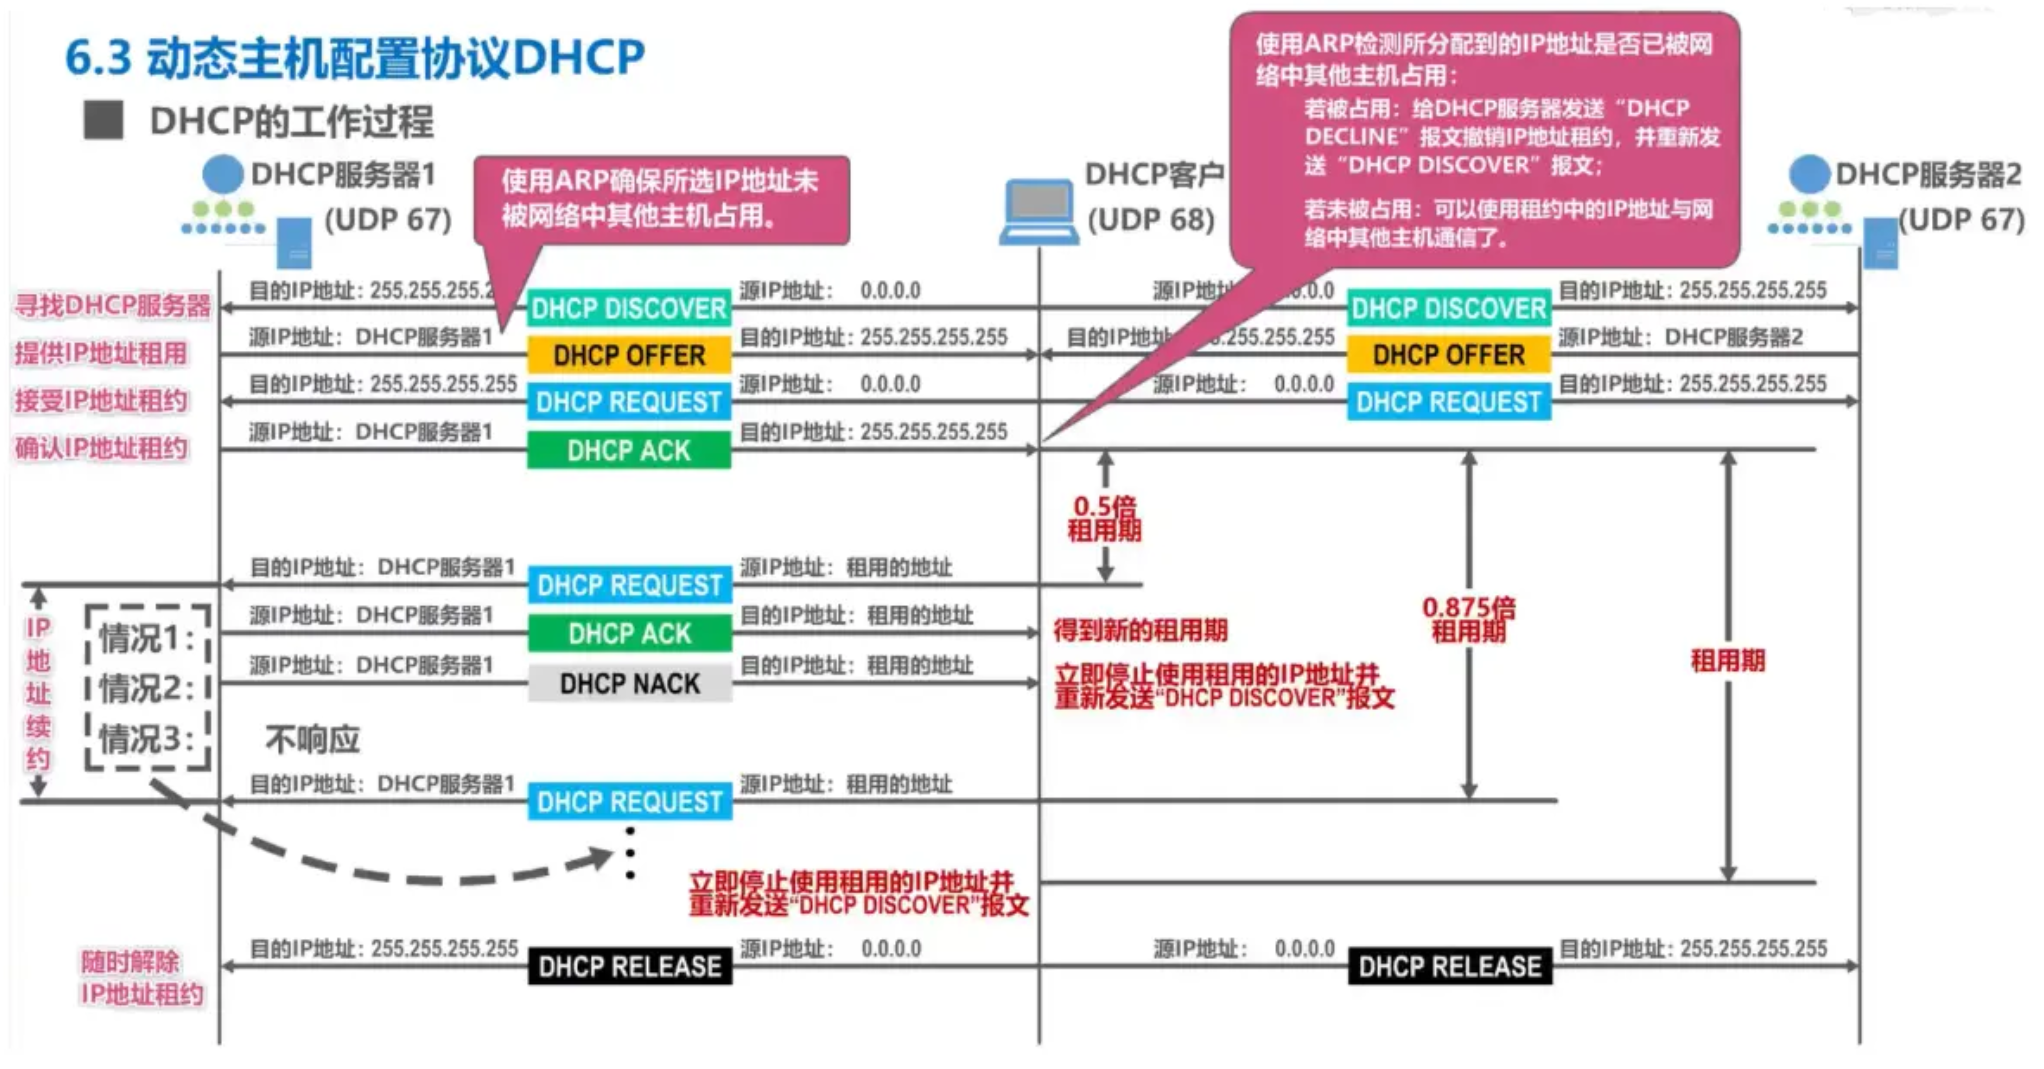 6.3 动态主机配置协议DHCP
DHCP的工作过程
DHCP服务器1
(UDP 67)
使用ARP确保所选IP地址未
被网络中其他主机占用。
DHCP客户
(UDP 68)
使用ARP检测所分配到的IP地址是否已被网
络中其他主机占用：
若被占用：给DHCP服务器发送“DHCP
DECLINE”报文撤销IP地址租约，并重新发
送“DHCP DISCOVER”报文；
若未被占用：可以使用租约中的IP地址与网
络中其他主机通信了。
DHCP服务器2
(UDP 67)
寻找DHCP服务器
目的IP地址：255.255.255.2
DHCP DISCOVER
源IP地址： 0.0.0.0
源IP地 .0.0
DHCP DISCOVER
目的IP地址：255.255.255.255
提供IP地址租用
源IP地址：DHCP服务器1
DHCP OFFER
目的IP地址：255.255.255.255
目的IP地址 .255.255.255
DHCP OFFER
源IP地址：DHCP服务器2
接受IP地址租约
目的IP地址：255.255.255.255
DHCP REQUEST
源IP地址： 0.0.0.0
源IP地址： 0.0.0.0
DHCP REQUEST
目的IP地址：255.255.255.255
确认IP地址租约
源IP地址：DHCP服务器1
DHCP ACK
目的IP地址：255.255.255.255
0.5倍
租用期
0.875倍
租用期
租用期
IP地址续约
目的IP地址：DHCP服务器1
DHCP REQUEST
源IP地址：租用的地址
情况1：
源IP地址：DHCP服务器1
DHCP ACK
目的IP地址：租用的地址
得到新的租用期
情况2：
源IP地址：DHCP服务器1
DHCP NACK
目的IP地址：租用的地址
立即停止使用租用的IP地址并
重新发送“DHCP DISCOVER”报文
情况3：
不响应
目的IP地址：DHCP服务器1
DHCP REQUEST
源IP地址：租用的地址
立即停止使用租用的IP地址并
重新发送“DHCP DISCOVER”报文
随时解除
IP地址租约
目的IP地址：255.255.255.255
DHCP RELEASE
源IP地址： 0.0.0.0
源IP地址： 0.0.0.0
DHCP RELEASE
目的IP地址：255.255.255.255